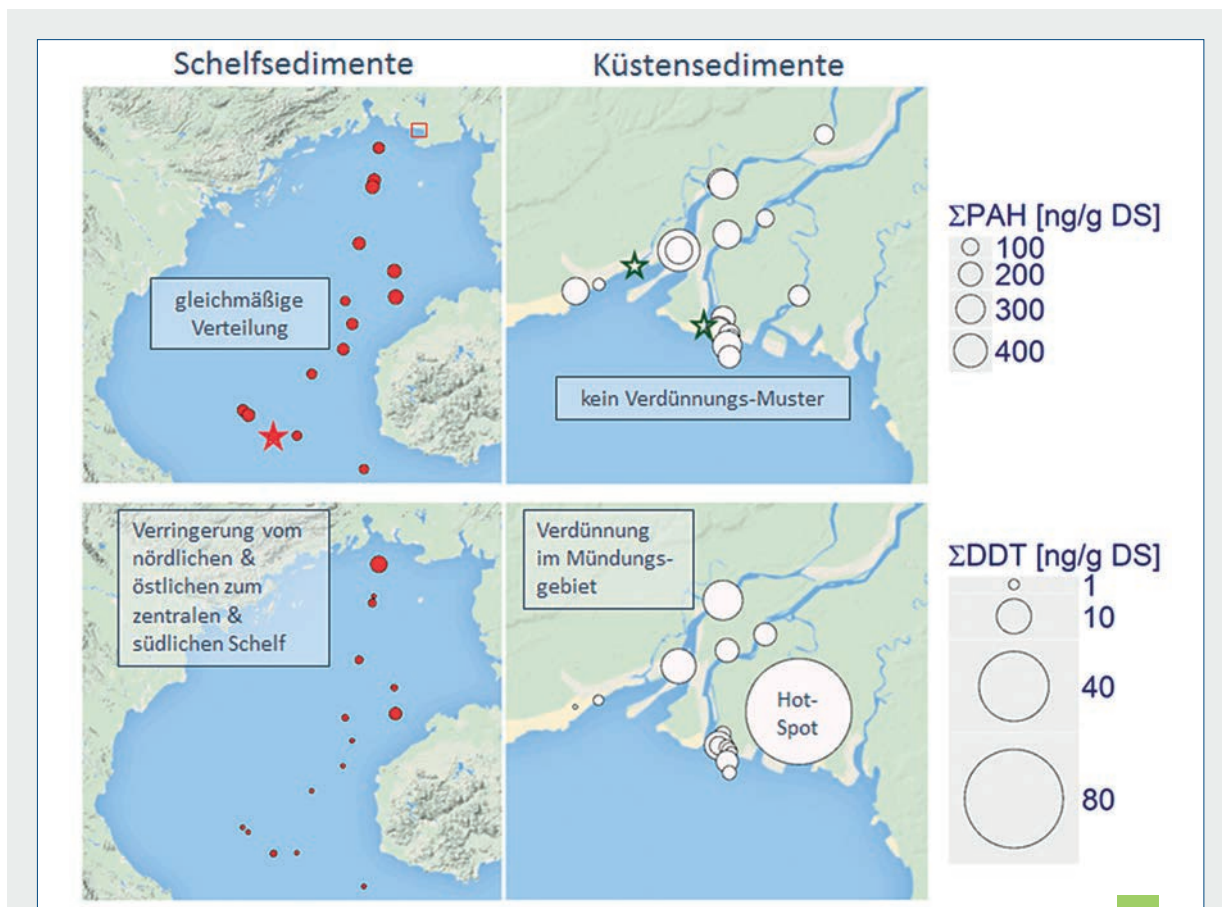 Schelfsedimente
Küstensedimente
gleichmäßige
Verteilung
kein Verdünnungs-Muster
ΣPAH [ng/g DS]
100
200
300
400
Verringerung vom
nördlichen &
östlichen zum
zentralen &
südlichen Schelf
Verdünnung
im Mündungs-
gebiet
Hot-
Spot
ΣDDT [ng/g DS]
1
10
40
80